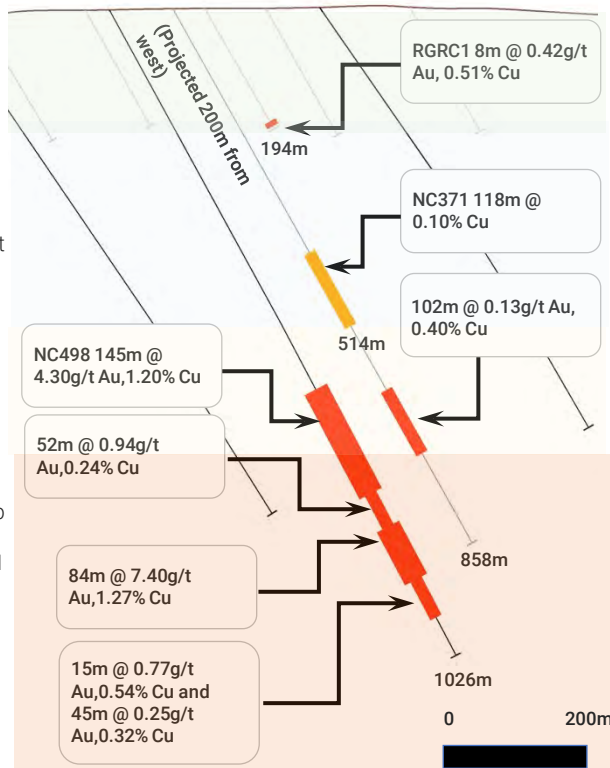 (Projected 200m from
west)
RGRC1 8m @ 0.42g/t
Au, 0.51% Cu
194m
NC371 118m @
0.10% Cu
t
102m @ 0.13g/t Au,
0.40% Cu
514m
NC498 145m @
4.30g/t Au,1.20% Cu
52m @ 0.94g/t
Au,0.24% Cu
858m
84m @ 7.40g/t
Au,1.27% Cu
1026m
15m @ 0.77g/t
Au,0.54% Cu and
45m @ 0.25g/t
Au,0.32% Cu
0 200m